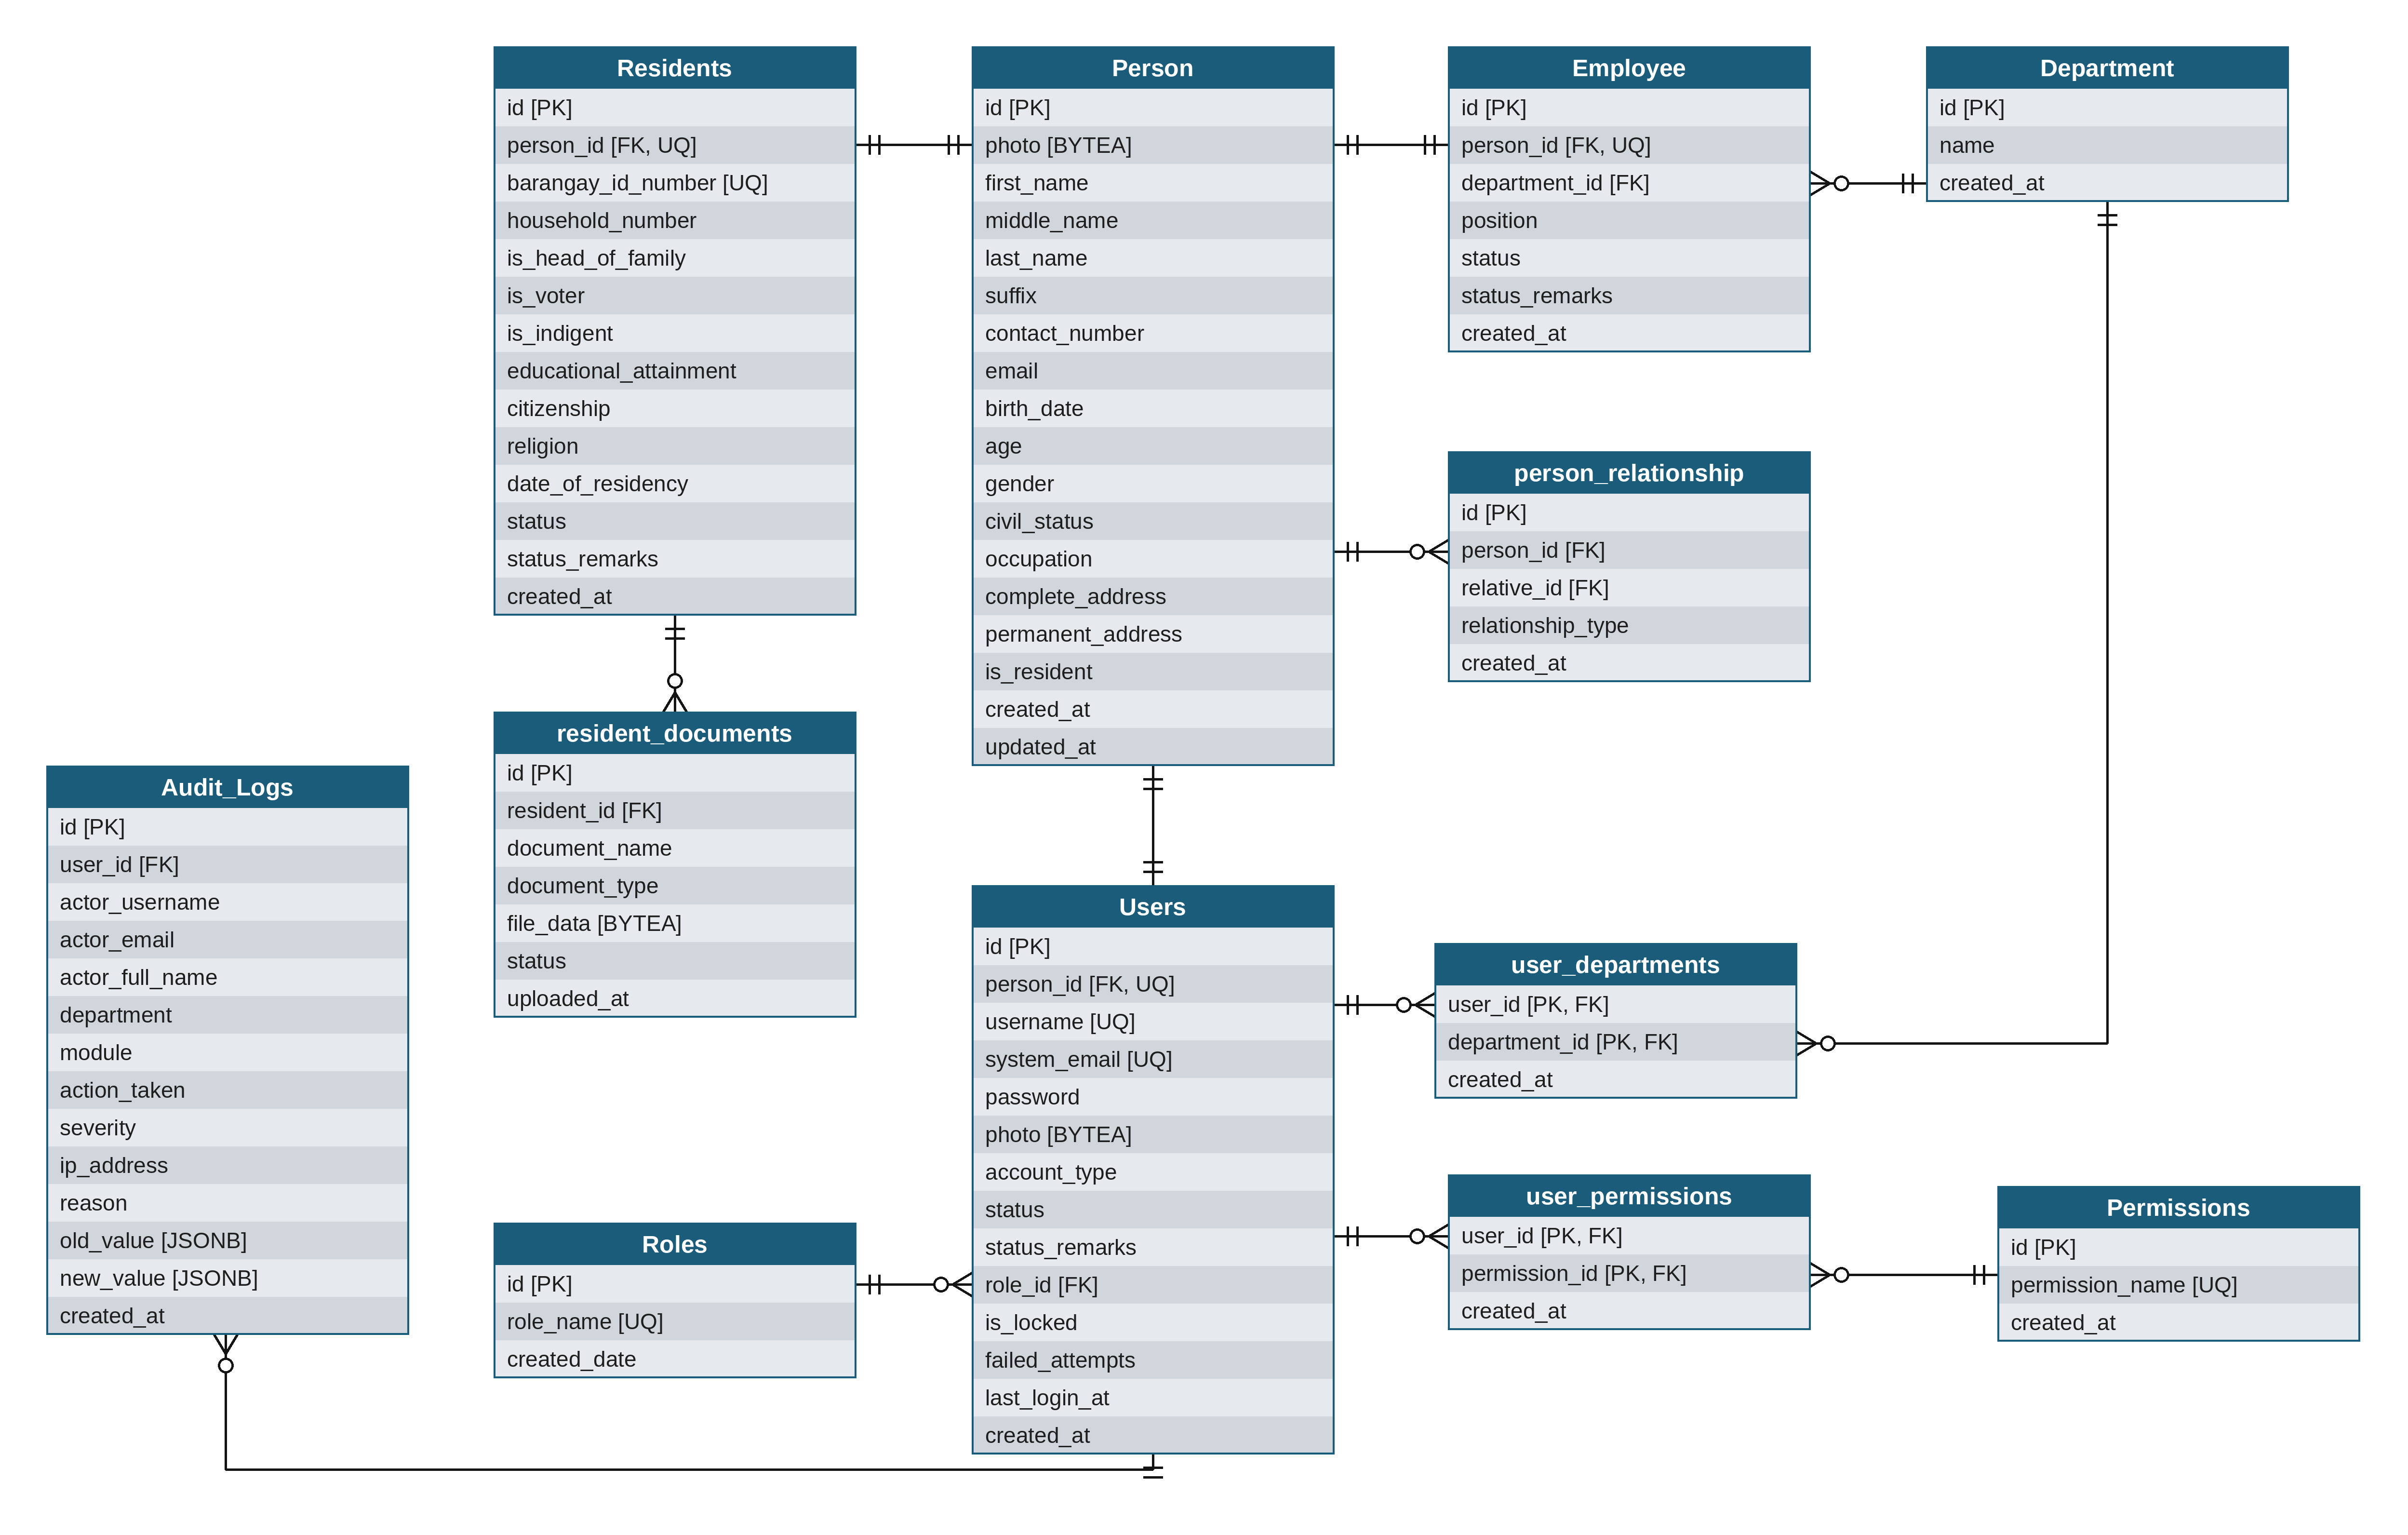 Residents
id [PK]
person_id [FK, UQ]
barangay_id_number [UQ]
household_number
is_head_of_family
is_voter
is_indigent
educational_attainment
citizenship
religion
date_of_residency
status
status_remarks
created_at
Person
id [PK]
photo [BYTEA]
first_name
middle_name
last_name
suffix
contact_number
email
birth_date
age
gender
civil_status
occupation
complete_address
permanent_address
is_resident
created_at
updated_at
Employee
id [PK]
person_id [FK, UQ]
department_id [FK]
position
status
status_remarks
created_at
Department
id [PK]
name
created_at
person_relationship
id [PK]
person_id [FK]
relative_id [FK]
relationship_type
created_at
resident_documents
id [PK]
resident_id [FK]
document_name
document_type
file_data [BYTEA]
status
uploaded_at
Audit_Logs
id [PK]
user_id [FK]
actor_username
actor_email
actor_full_name
department
module
action_taken
severity
ip_address
reason
old_value [JSONB]
new_value [JSONB]
created_at
Users
id [PK]
person_id [FK, UQ]
username [UQ]
system_email [UQ]
password
photo [BYTEA]
account_type
status
status_remarks
role_id [FK]
is_locked
failed_attempts
last_login_at
created_at
user_departments
user_id [PK, FK]
department_id [PK, FK]
created_at
user_permissions
user_id [PK, FK]
permission_id [PK, FK]
created_at
Permissions
id [PK]
permission_name [UQ]
created_at
Roles
id [PK]
role_name [UQ]
created_date